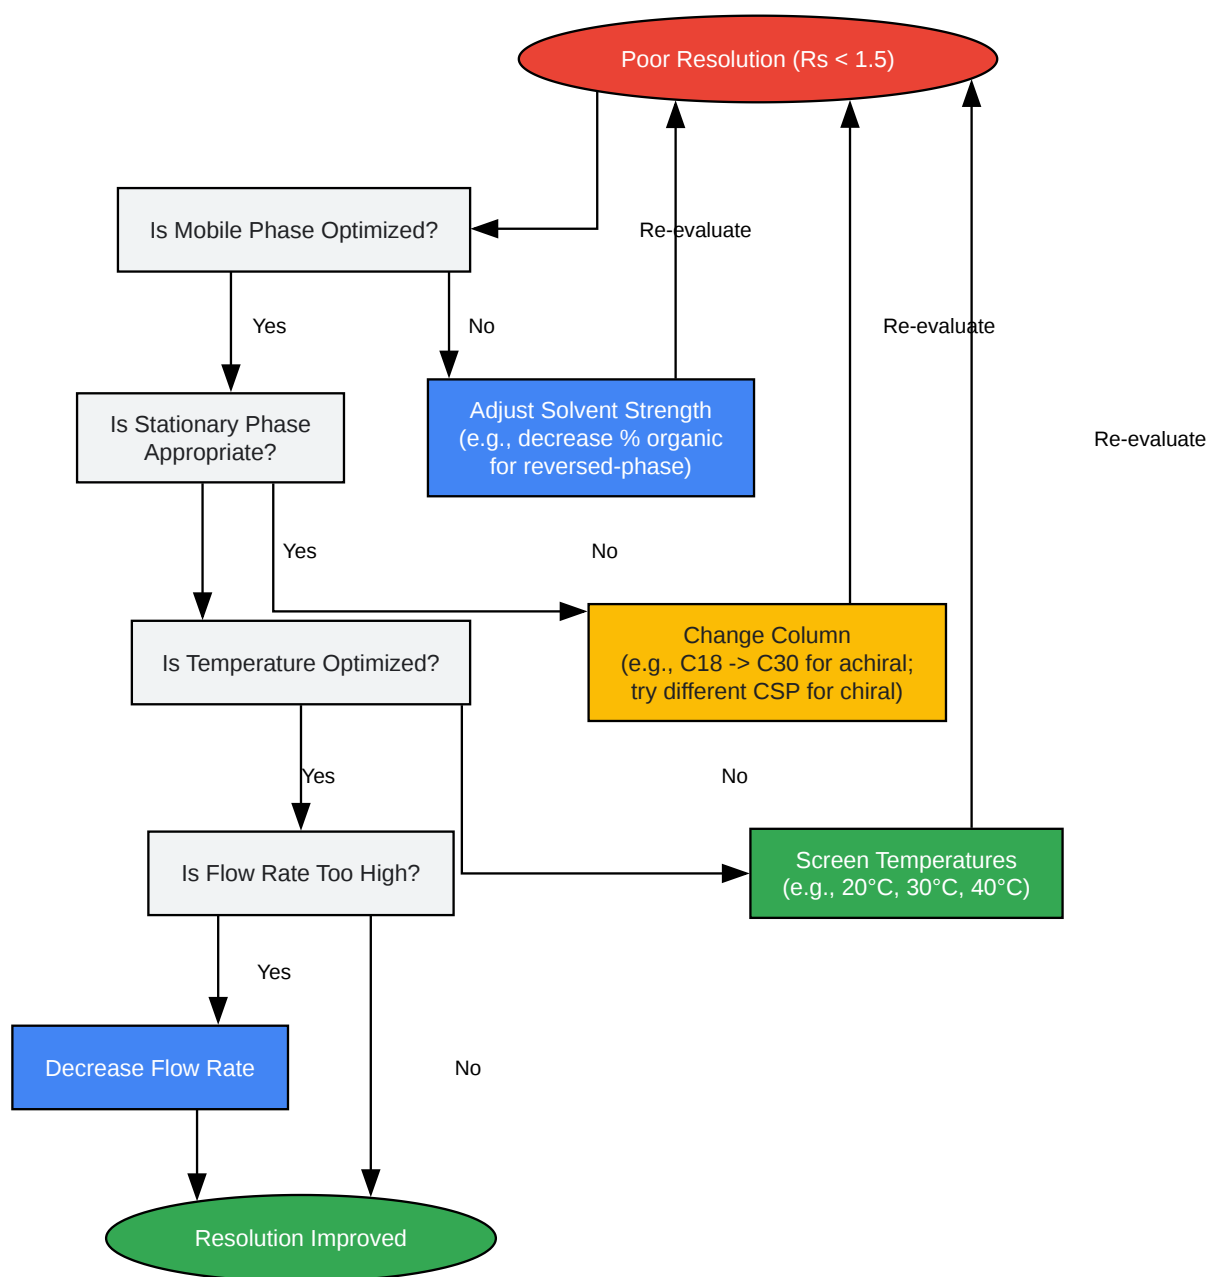 Poor Resolution (Rs < 1.5)
Is Mobile Phase Optimized?
Re-evaluate
Yes
No
Re-evaluate
Is Stationary Phase
Appropriate?
Adjust Solvent Strength
(e.g., decrease % organic
for reversed-phase)
Re-evaluate
Yes
No
Is Temperature Optimized?
Change Column
(e.g., C18 -> C30 for achiral;
try different CSP for chiral)
Yes
No
Is Flow Rate Too High?
Screen Temperatures
(e.g., 20°C, 30°C, 40°C)
Yes
Decrease Flow Rate
No
Resolution Improved